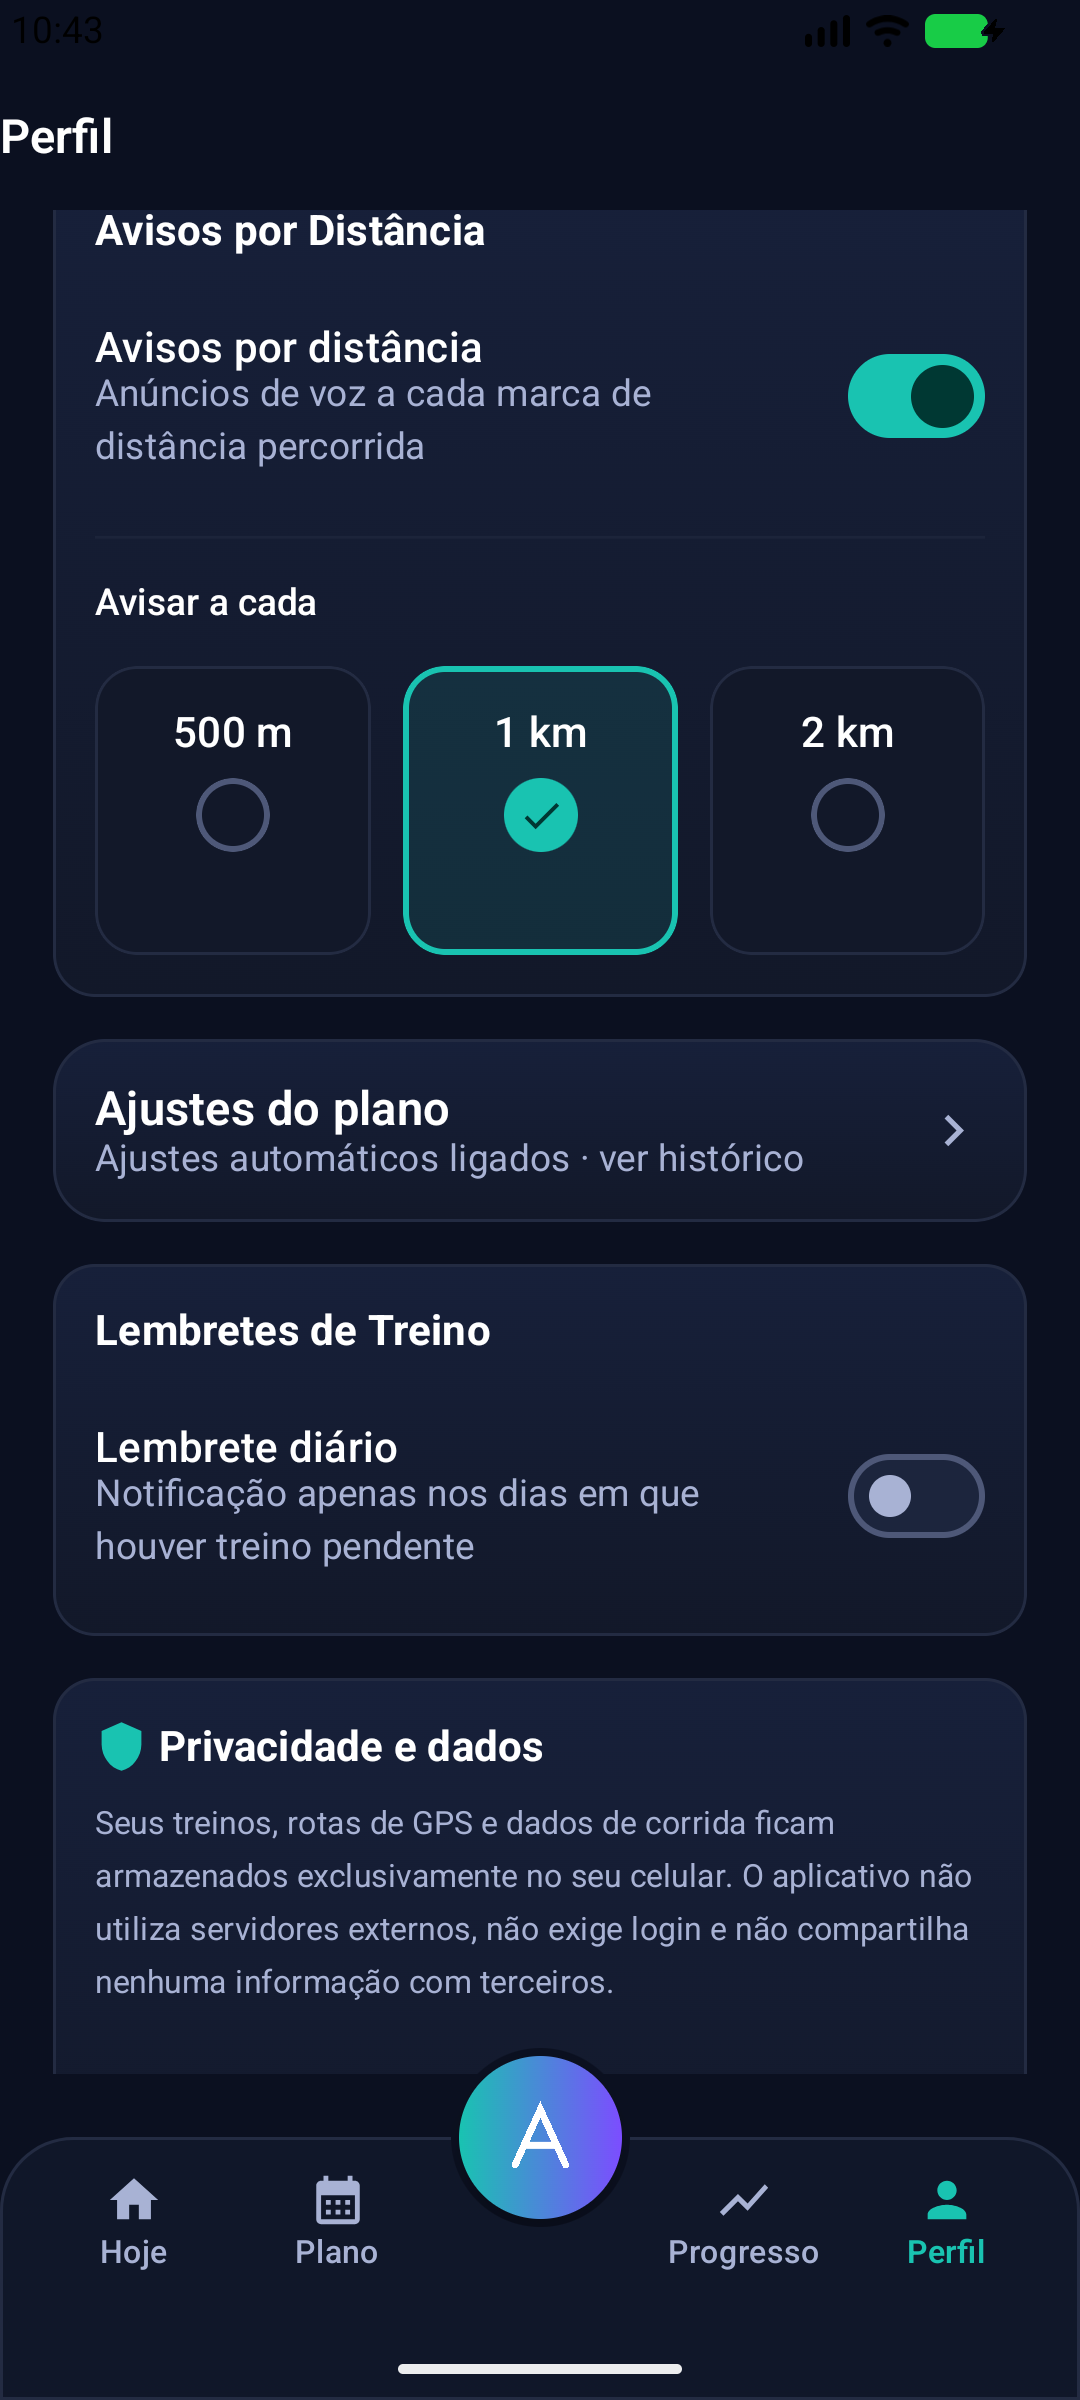 10:43
Perfil
Avisos por Distância
Avisos por distância
Anúncios de voz a cada marca de
distância percorrida
Avisar a cada
500 m
1 km
2 km
Ajustes do plano
Ajustes automáticos ligados · ver histórico
Lembretes de Treino
Lembrete diário
Notificação apenas nos dias em que
houver treino pendente
Privacidade e dados
Seus treinos, rotas de GPS e dados de corrida ficam
armazenados exclusivamente no seu celular. O aplicativo não
utiliza servidores externos, não exige login e não compartilha
nenhuma informação com terceiros.
A
Hoje
Plano
Progresso
Perfil